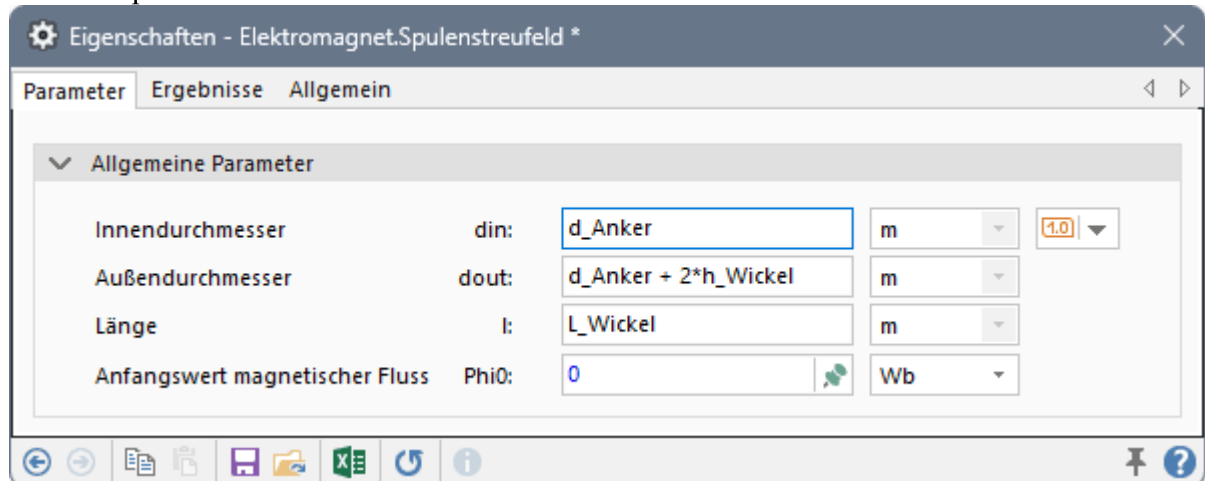 Eigenschaften - Elektromagnet.Spulenstreufeld *
Parameter Ergebnisse Allgemein
Allgemeine Parameter
Innendurchmesser din: d_Anker m 1.0
Außendurchmesser dout: d_Anker + 2*h_Wickel m
Länge l: L_Wickel m
Anfangswert magnetischer Fluss Phi0: 0 Wb